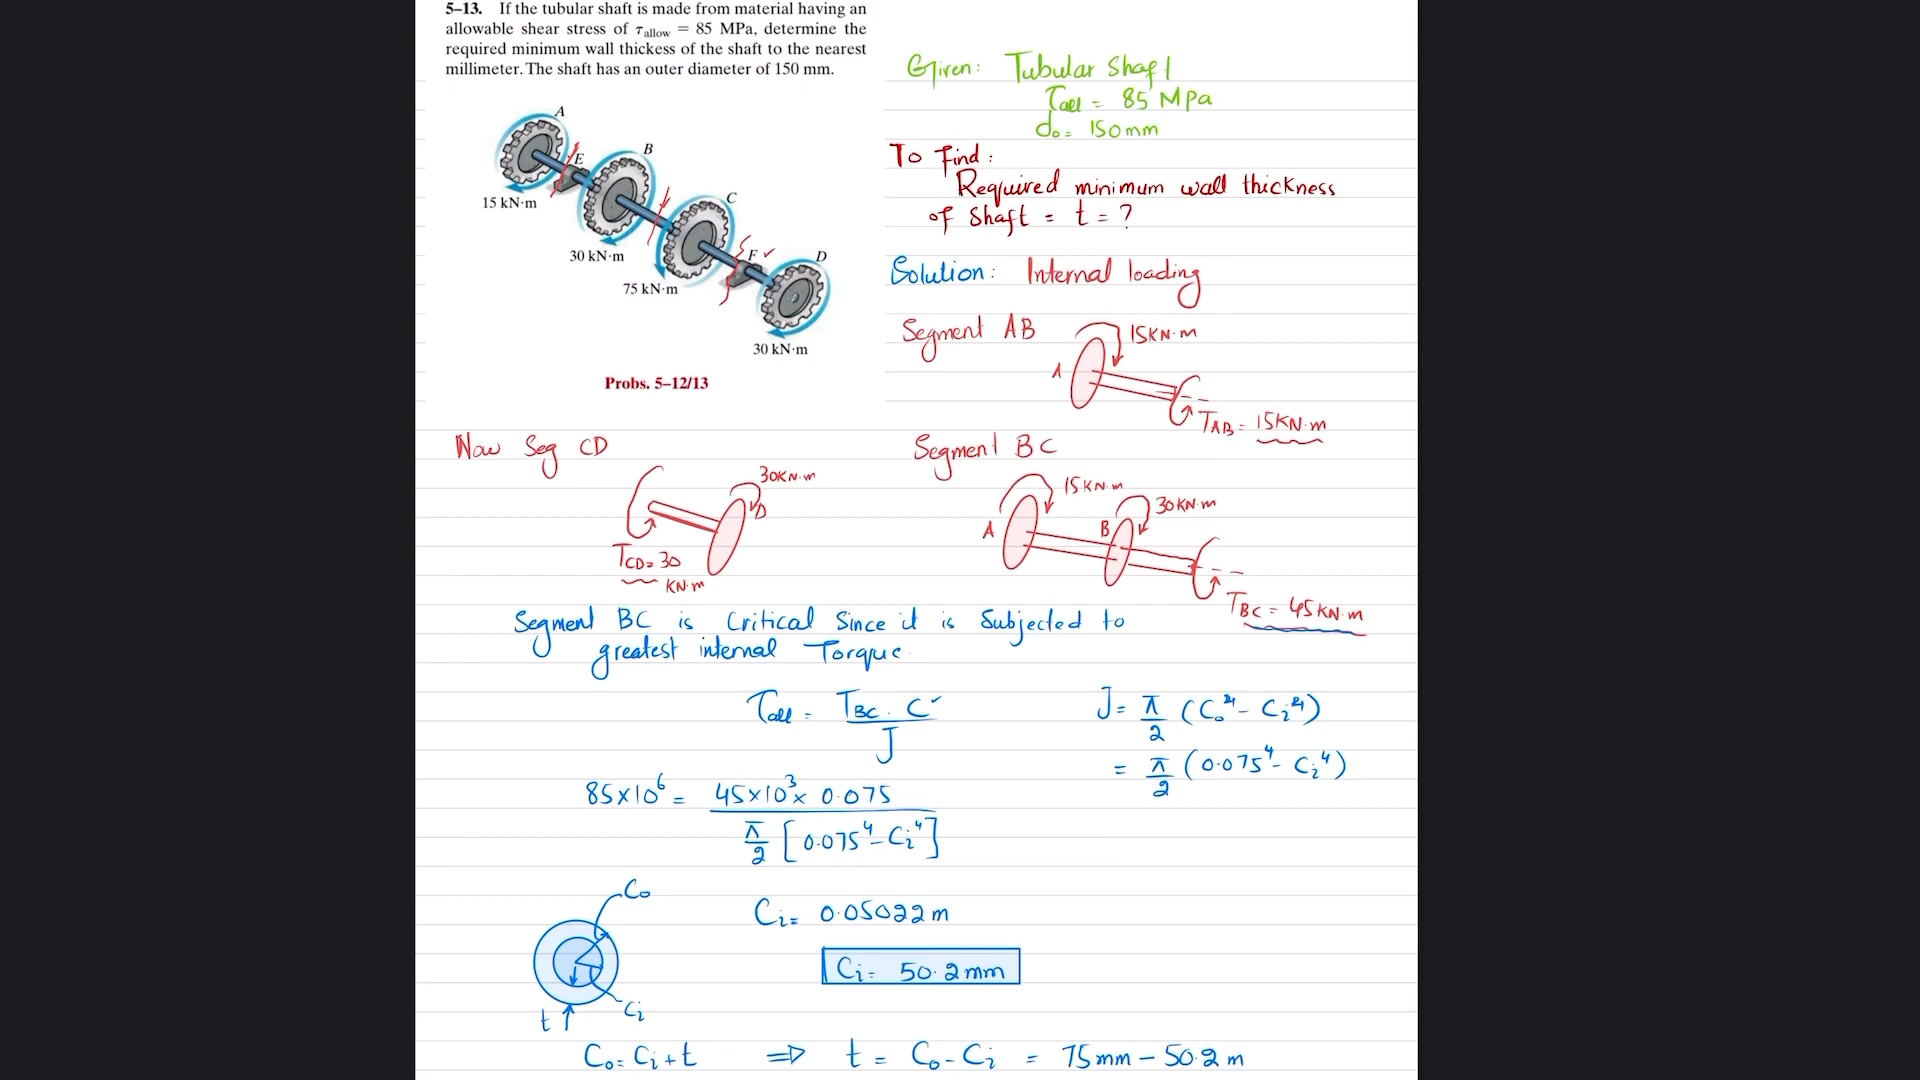 5–13. If the tubular shaft is made from material having an
allowable shear stress of τallow = 85 MPa, determine the
required minimum wall thickess of the shaft to the nearest
millimeter. The shaft has an outer diameter of 150 mm.
A
E
B
15 kN·m
C
30 kN·m
F
D
75 kN·m
30 kN·m
Probs. 5–12/13
Given: Tubular Shaft
τall = 85 MPa
do = 150mm
To Find:
Required minimum wall thickness
of Shaft = t = ?
Solution: Internal loading
Segment AB
15KN·m
A
TAB = 15KN·m
Now Seg CD
30KN·m
D
TCD = 30
KN·m
Segment BC
15KN·m
30KN·m
A
B
TBC = 45KN·m
Segment BC is Critical Since it is Subjected to
greatest internal Torque.
τall = TBC · C / J
J = π/2 (Co⁴ - Ci⁴)
= π/2 (0.075⁴ - Ci⁴)
85×10⁶ = 45×10³ × 0.075 / π/2 [0.075⁴ - Ci⁴]
Co
Ci
t
Ci = 0.05022m
Ci = 50.2mm
Co = Ci + t ⇒ t = Co - Ci = 75mm - 50.2m